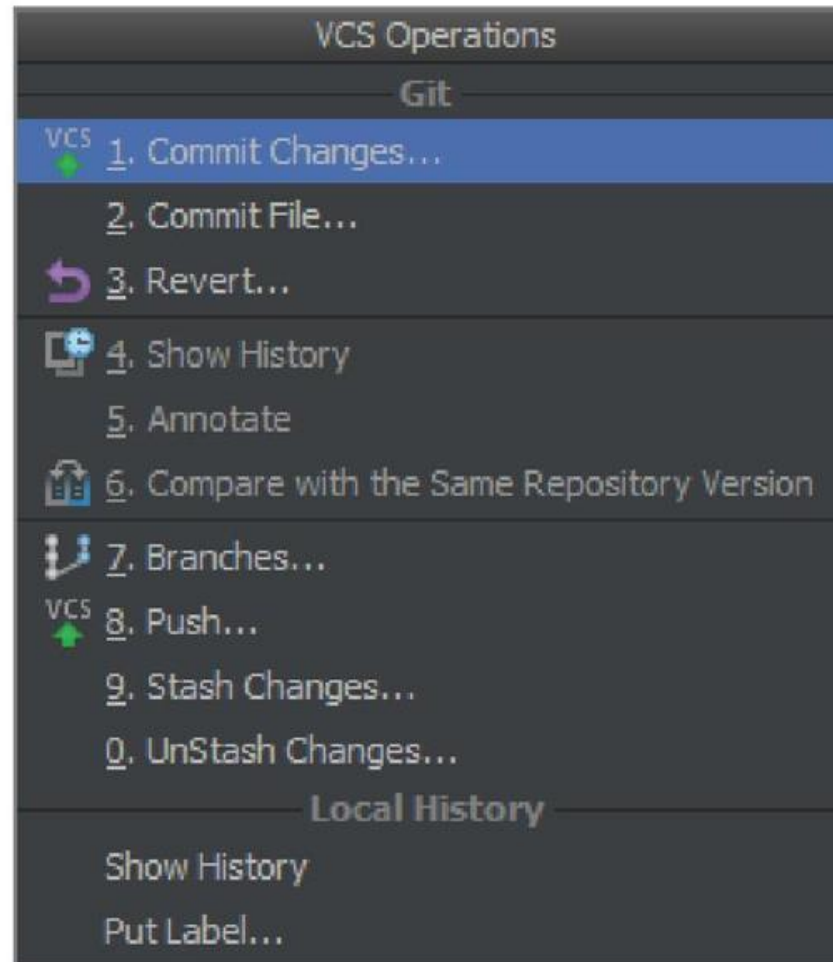 VCS Operations
Git
VCS 1. Commit Changes...
2. Commit File...
3. Revert...
4. Show History
5. Annotate
6. Compare with the Same Repository Version
7. Branches...
VCS 8. Push...
9. Stash Changes...
0. UnStash Changes...
Local History
Show History
Put Label...